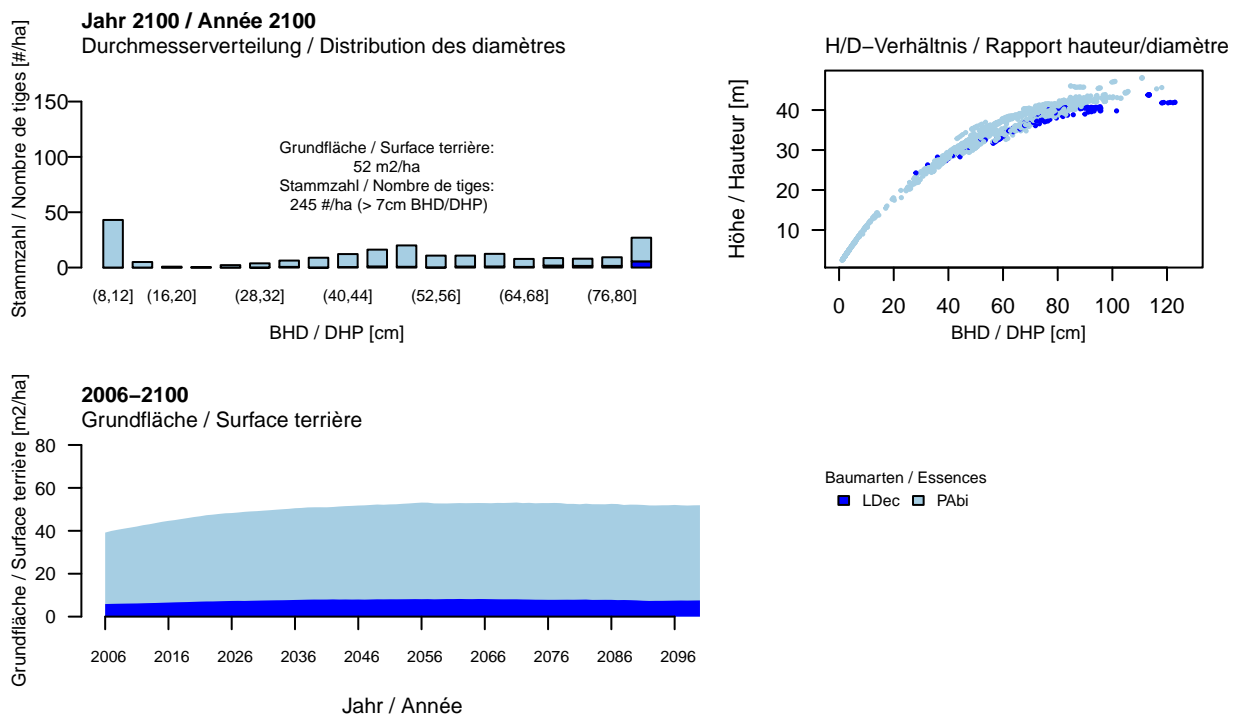 Jahr 2100 / Année 2100
Durchmesserverteilung / Distribution des diamètres
Stammzahl / Nombre de tiges [#/ha]
150
100
50
0
Grundfläche / Surface terrière:
52 m2/ha
Stammzahl / Nombre de tiges:
245 #/ha (> 7cm BHD/DHP)
(8,12] (16,20] (28,32] (40,44] (52,56] (64,68] (76,80]
BHD / DHP [cm]
H/D−Verhältnis / Rapport hauteur/diamètre
Höhe / Hauteur [m]
40
30
20
10
0 20 40 60 80 100 120
BHD / DHP [cm]
2006−2100
Grundfläche / Surface terrière
Grundfläche / Surface terrière [m2/ha]
80
60
40
20
0
2006 2016 2026 2036 2046 2056 2066 2076 2086 2096
Jahr / Année
Baumarten / Essences
LDec PAbi